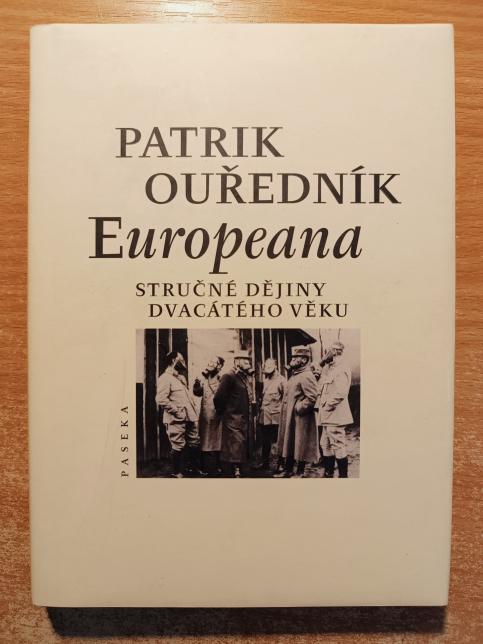 PATRIK
OUŘEDNÍK
Europeana
STRUČNÉ DĚJINY
DVACÁTÉHO VĚKU
PASEKA